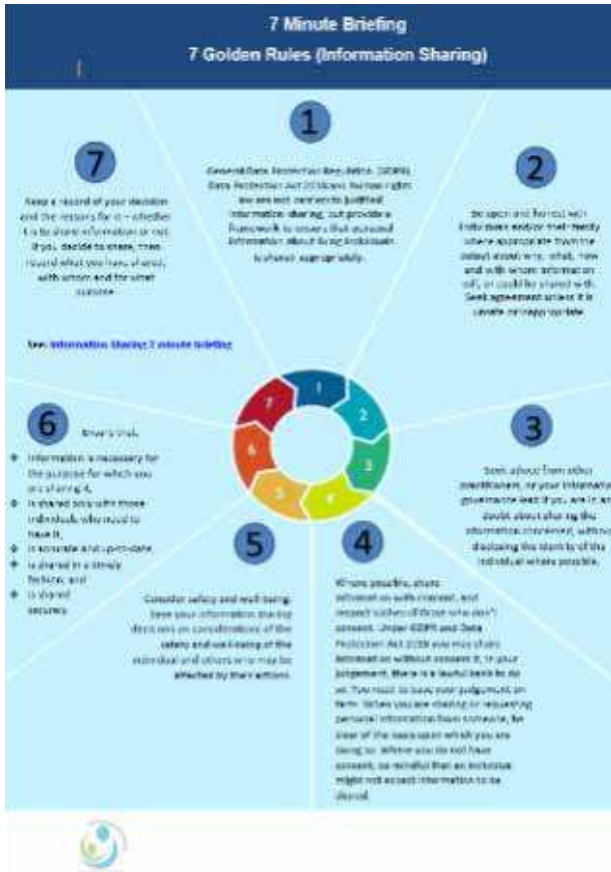 7 Minute Briefing
7 Golden Rules (Information Sharing)
1
General Data Protection Regulation (GDPR),
Data Protection Act 2018 and human rights
law are not barriers to justified
information sharing, but provide a
framework to ensure that personal
information about living individuals
is shared appropriately.
2
Be open and honest with
individual and/or their family
where appropriate from the
outset about why, what, how
and with whom information
will, or could be shared with.
Seek agreement unless it is
unsafe or inappropriate
3
Seek advice from other
practitioners, or your information
governance lead if you are in any
doubt about sharing the
information concerned, without
disclosing the identity of the
individual where possible.
4
Where possible, share
information with consent, and
respect wishes of those who don't
consent. Under GDPR and Data
Protection Act 2018 you may share
information without consent if, in your
judgement, there is a lawful basis to do
so. You need to base your judgement on
facts. When you are sharing or requesting
personal information from someone, be
clear of the basis upon which you are
doing so. Where you do not have
consent, be mindful that an individual
might not expect information to be
shared.
5
Consider safety and well-being.
Base your information sharing
decisions on considerations of the
safety and well-being of the
individual and others who may be
affected by their actions.
6
Ensure that:
Information is necessary for
the purpose for which you
are sharing it,
is shared only with those
individuals who need to
have it,
is accurate and up-to-date,
is shared in a timely
fashion, and
is shared
securely.
7
Keep a record of your decision
and the reasons for it – whether
it is to share information or not.
If you decide to share, then
record what you have shared,
with whom and for what
purpose
See: Information Sharing 7 minute briefing
1
2
3
4
5
6
7